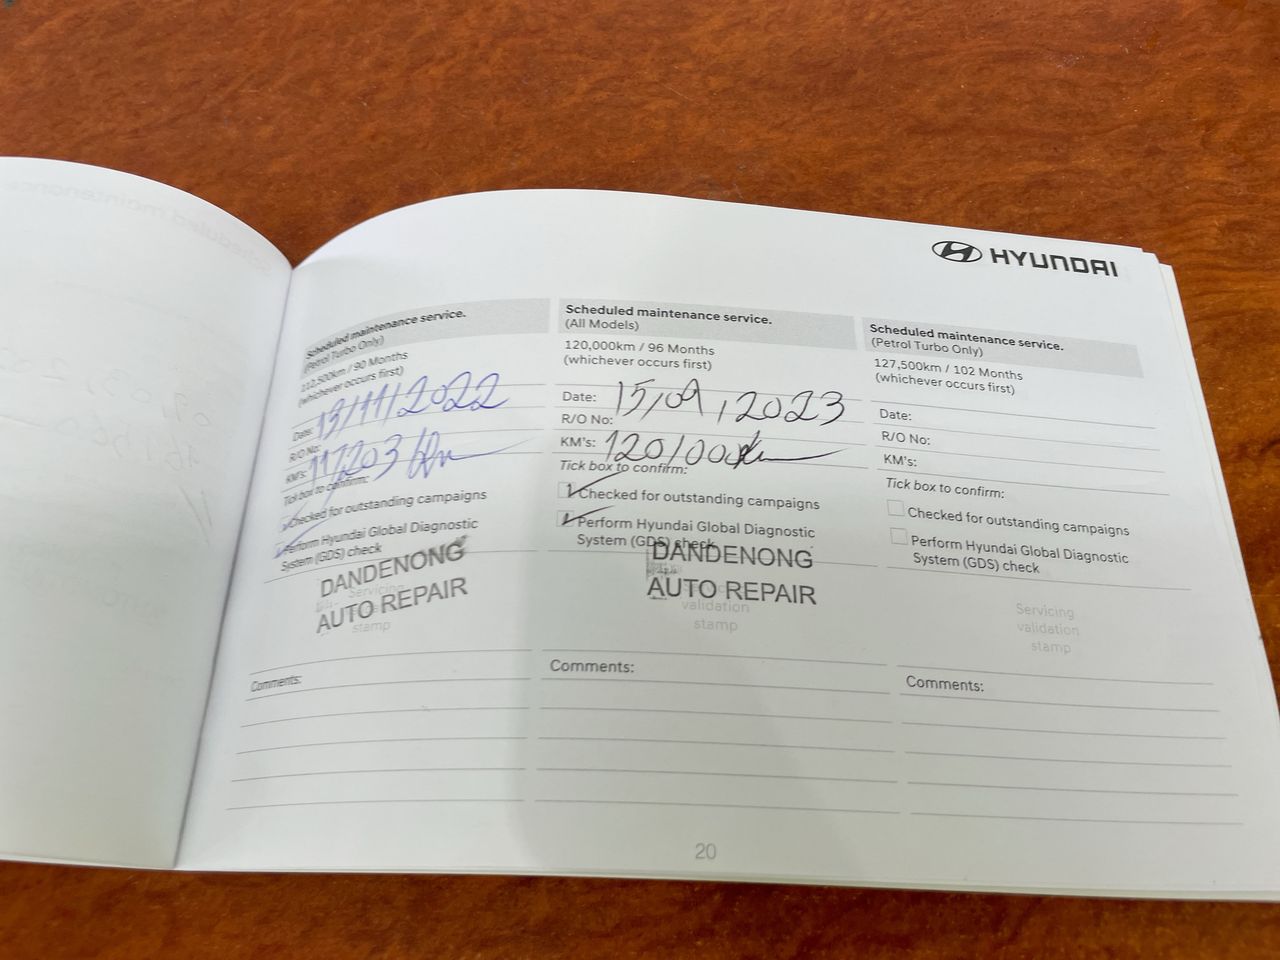 HYUNDAI
Scheduled maintenance service.
(Petrol Turbo Only)
112,500km / 90 Months
(whichever occurs first)
Date: 13/11/2022
R/O No:
KM's: 117203 km
Tick box to confirm:
Checked for outstanding campaigns
Perform Hyundai Global Diagnostic
System (GDS) check
DANDENONG
Servicing
AUTO REPAIR
stamp
Comments:
Scheduled maintenance service.
(All Models)
120,000km / 96 Months
(whichever occurs first)
Date: 15/09/2023
R/O No:
KM's: 120100 km
Tick box to confirm:
Checked for outstanding campaigns
Perform Hyundai Global Diagnostic
System (GDS) check
DANDENONG
AUTO REPAIR
validation
stamp
Comments:
Scheduled maintenance service.
(Petrol Turbo Only)
127,500km / 102 Months
(whichever occurs first)
Date:
R/O No:
KM's:
Tick box to confirm:
Checked for outstanding campaigns
Perform Hyundai Global Diagnostic
System (GDS) check
Servicing
validation
stamp
Comments:
20